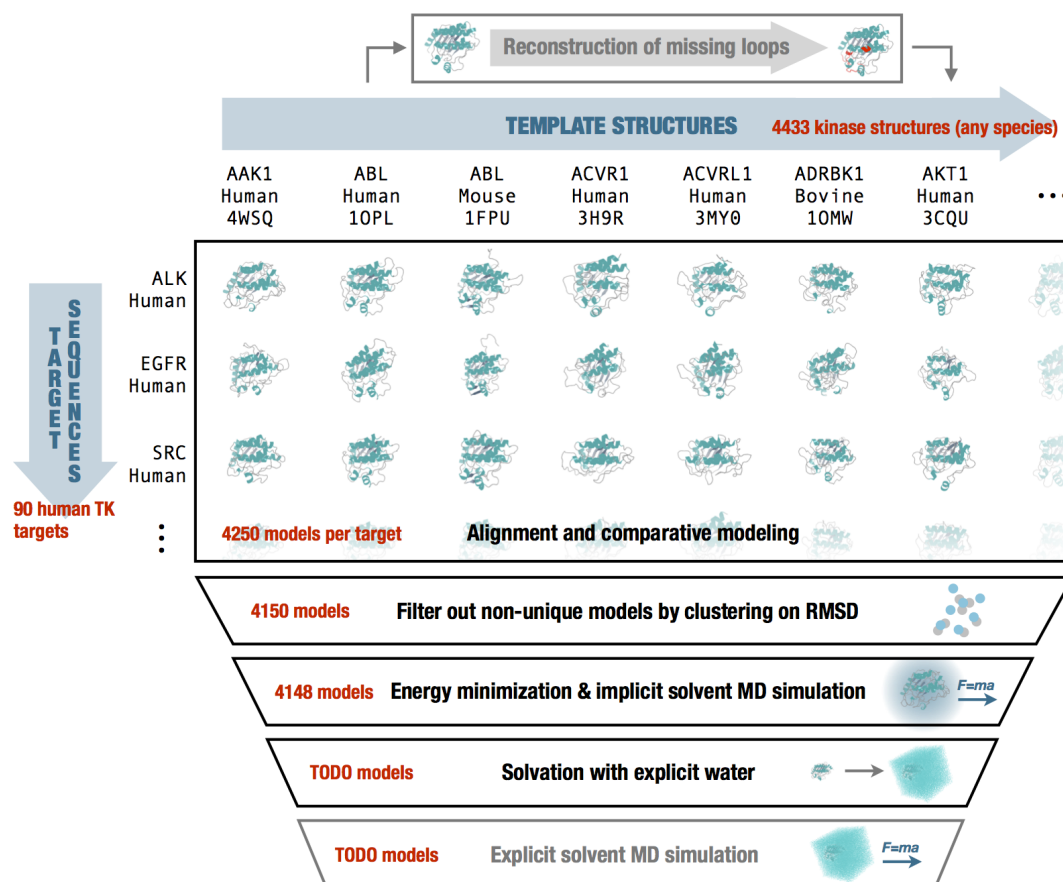 Reconstruction of missing loops
TEMPLATE STRUCTURES 4433 kinase structures (any species)
AAK1 ABL ABL ACVR1 ACVRL1 ADRBK1 AKT1
Human Human Mouse Human Human Bovine Human ...
4WSQ 1OPL 1FPU 3H9R 3MY0 1OMW 3CQU
ALK
Human
TARGET
SEQUENCES
EGFR
Human
SRC
Human
90 human TK
targets
4250 models per target Alignment and comparative modeling
4150 models Filter out non-unique models by clustering on RMSD
4148 models Energy minimization & implicit solvent MD simulation F=ma
TODO models Solvation with explicit water
TODO models Explicit solvent MD simulation F=ma